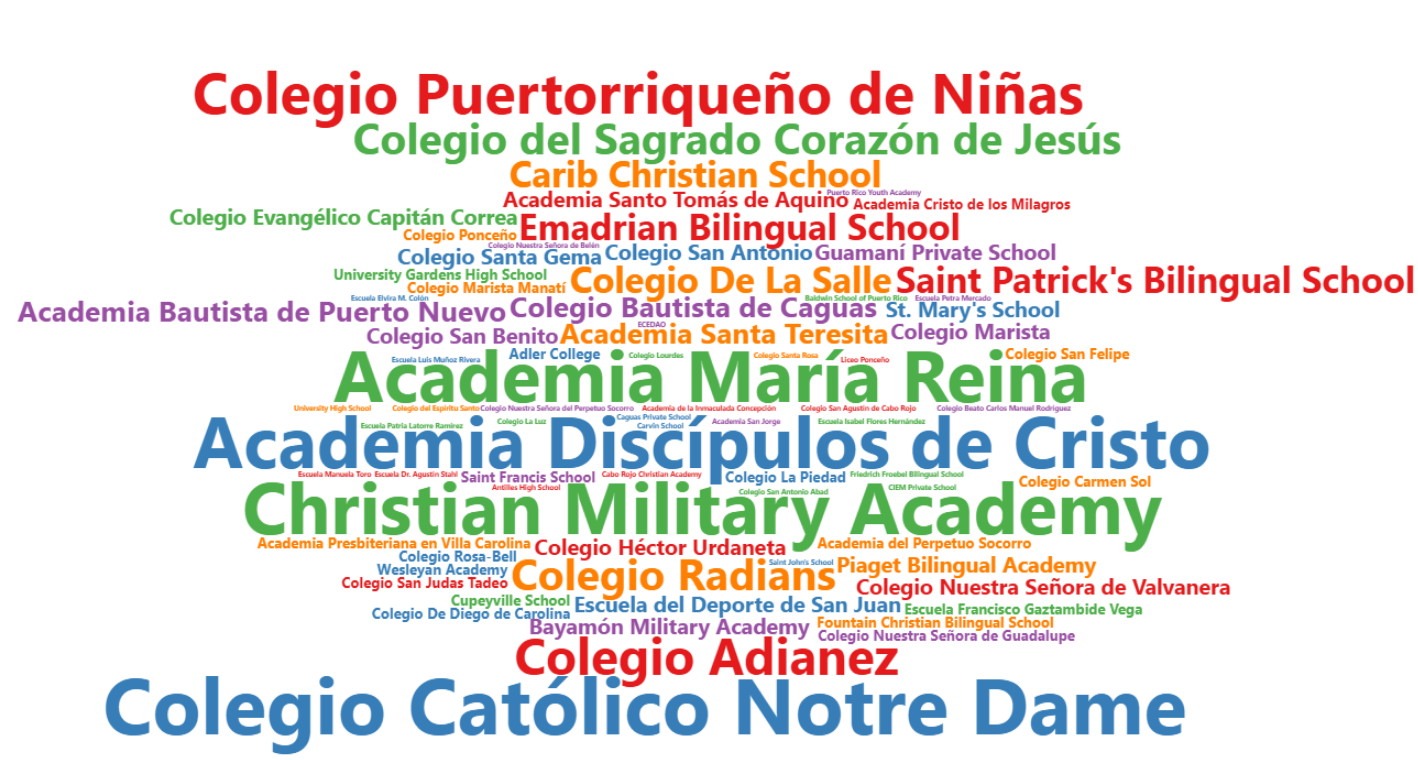 Colegio Puertorriqueño de Niñas
Colegio del Sagrado Corazón de Jesús
Carib Christian School
Puerto Rico Youth Academy
Academia Santo Tomás de Aquino
Academia Cristo de los Milagros
Colegio Evangélico Capitán Correa
Emadrian Bilingual School
Colegio Ponceño
Colegio Nuestra Señora de Belén
Colegio Santa Gema
Colegio San Antonio
Guamaní Private School
University Gardens High School
Colegio De La Salle
Saint Patrick's Bilingual School
Colegio Marista Manatí
Escuela Elvira M. Colón
Baldwin School of Puerto Rico
Escuela Petra Mercado
Academia Bautista de Puerto Nuevo
Colegio Bautista de Caguas
St. Mary's School
ECEDAO
Colegio San Benito
Academia Santa Teresita
Colegio Marista
Escuela Luis Muñoz Rivera
Adler College
Colegio Lourdes
Colegio Santa Rosa
Liceo Ponceño
Colegio San Felipe
Academia María Reina
University High School
Colegio del Espíritu Santo
Colegio Nuestra Señora del Perpetuo Socorro
Academia de la Inmaculada Concepción
Colegio San Agustín de Cabo Rojo
Colegio Beato Carlos Manuel Rodríguez
Caguas Private School
Escuela Patria Latorre Ramírez
Colegio La Luz
Carvin School
Academia San Jorge
Escuela Isabel Flores Hernández
Academia Discípulos de Cristo
Escuela Manuela Toro
Escuela Dr. Agustín Stahl
Saint Francis School
Cabo Rojo Christian Academy
Colegio La Piedad
Friedrich Froebel Bilingual School
Colegio Carmen Sol
Antilles High School
Colegio San Antonio Abad
CIEM Private School
Christian Military Academy
Academia Presbiteriana en Villa Carolina
Colegio Héctor Urdaneta
Academia del Perpetuo Socorro
Colegio Rosa-Bell
Saint John's School
Wesleyan Academy
Colegio Radians
Piaget Bilingual Academy
Colegio San Judas Tadeo
Colegio Nuestra Señora de Valvanera
Cupeyville School
Escuela del Deporte de San Juan
Escuela Francisco Gaztambide Vega
Colegio De Diego de Carolina
Bayamón Military Academy
Fountain Christian Bilingual School
Colegio Nuestra Señora de Guadalupe
Colegio Adianez
Colegio Católico Notre Dame